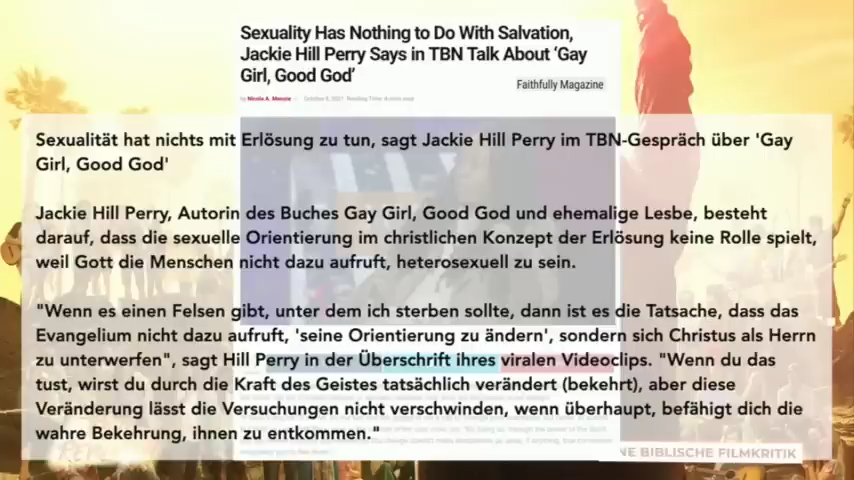 Sexuality Has Nothing to Do With Salvation,
Jackie Hill Perry Says in TBN Talk About ‘Gay
Girl, Good God’
Faithfully Magazine
by Nicola A. Menzie
Sexualität hat nichts mit Erlösung zu tun, sagt Jackie Hill Perry im TBN-Gespräch über 'Gay
Girl, Good God'
Jackie Hill Perry, Autorin des Buches Gay Girl, Good God und ehemalige Lesbe, besteht
darauf, dass die sexuelle Orientierung im christlichen Konzept der Erlösung keine Rolle spielt,
weil Gott die Menschen nicht dazu aufruft, heterosexuell zu sein.
"Wenn es einen Felsen gibt, unter dem ich sterben sollte, dann ist es die Tatsache, dass das
Evangelium nicht dazu aufruft, 'seine Orientierung zu ändern', sondern sich Christus als Herrn
zu unterwerfen", sagt Hill Perry in der Überschrift ihres viralen Videoclips. "Wenn du das
tust, wirst du durch die Kraft des Geistes tatsächlich verändert (bekehrt), aber diese
Veränderung lässt die Versuchungen nicht verschwinden, wenn überhaupt, befähigt dich die
wahre Bekehrung, ihnen zu entkommen."
NE BIBLISCHE FILMKRITIK